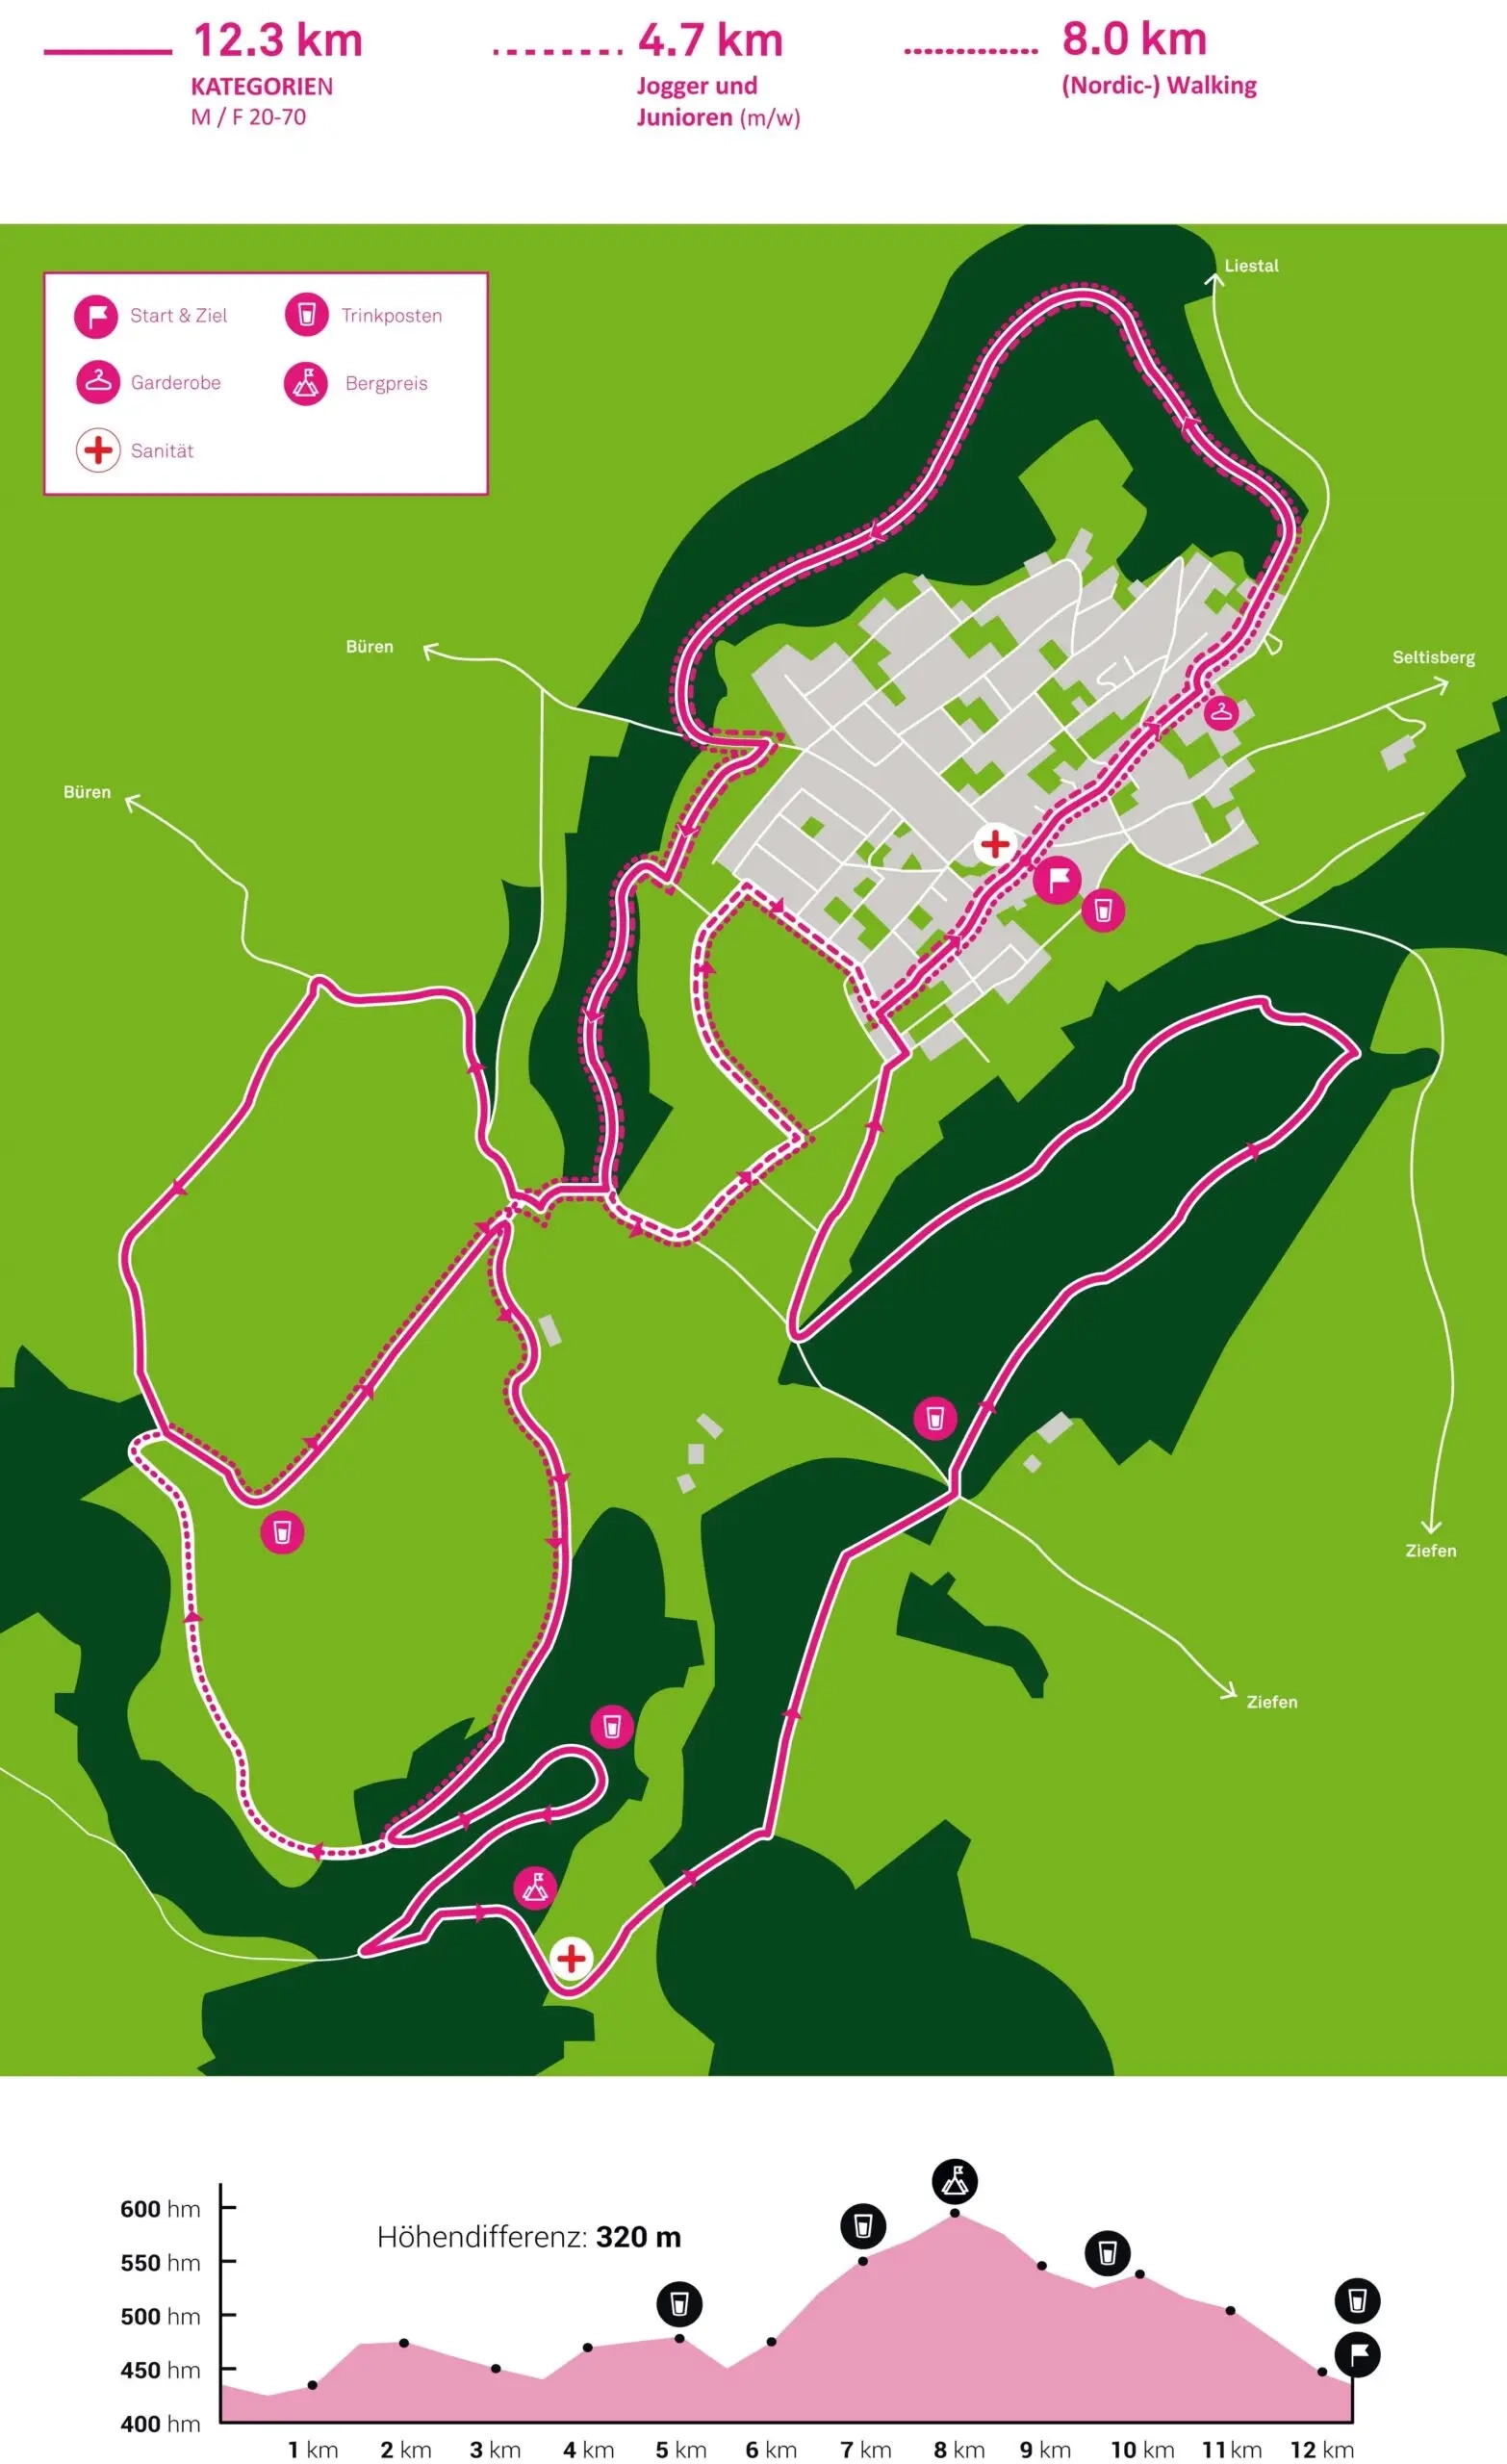 12.3 km
KATEGORIEN
M / F 20-70
4.7 km
Jogger und
Junioren (m/w)
8.0 km
(Nordic-) Walking
Start & Ziel
Trinkposten
Garderobe
Bergpreis
Sanität
Liestal
Büren
Seltisberg
Büren
Ziefen
Ziefen
Höhendifferenz: 320 m
600 hm
550 hm
500 hm
450 hm
400 hm
1 km 2 km 3 km 4 km 5 km 6 km 7 km 8 km 9 km 10 km 11 km 12 km